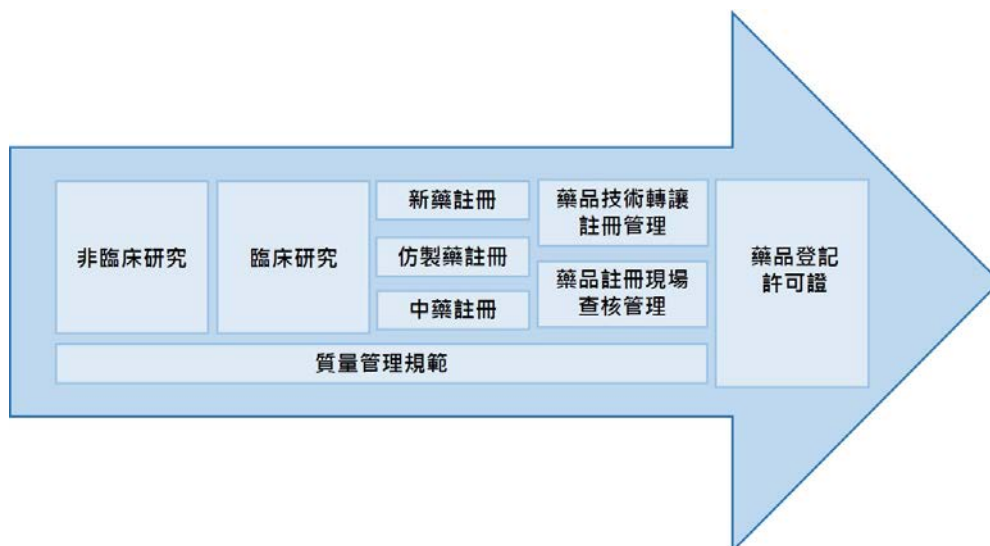 非臨床研究
臨床研究
新藥註冊
仿製藥註冊
中藥註冊
藥品技術轉讓
註冊管理
藥品註冊現場
查核管理
藥品登記
許可證
質量管理規範